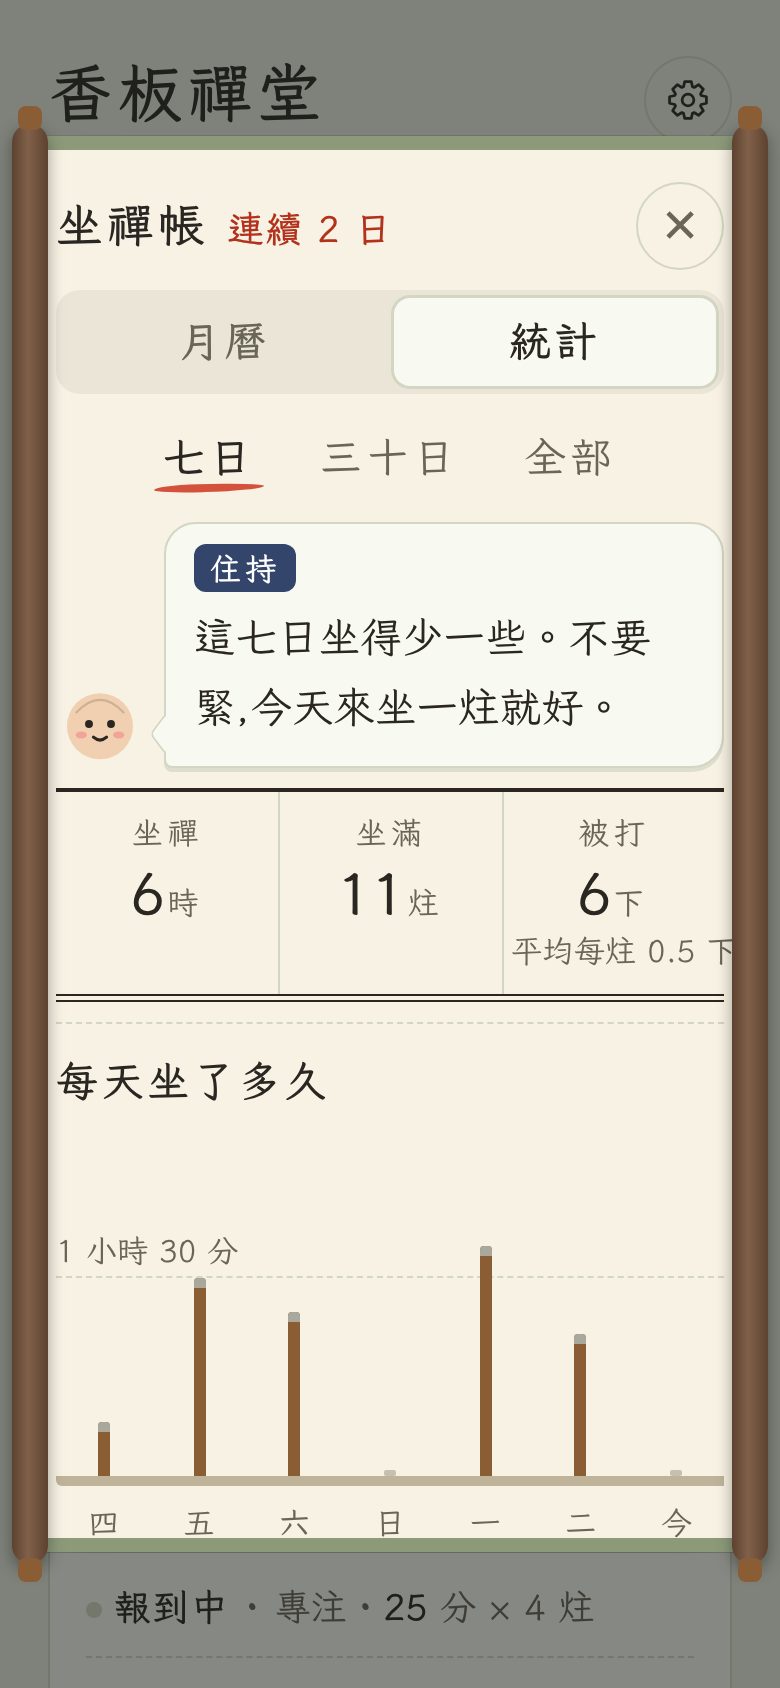 香板禪堂
坐禪帳 連續 2 日
月曆 統計
七日 三十日 全部
住持
這七日坐得少一些。不要
緊,今天來坐一炷就好。
坐禪 坐滿 被打
6時 11炷 6下
平均每炷 0.5 下
每天坐了多久
1 小時 30 分
四 五 六 日 一 二 今
報到中 · 專注 · 25 分 × 4 炷